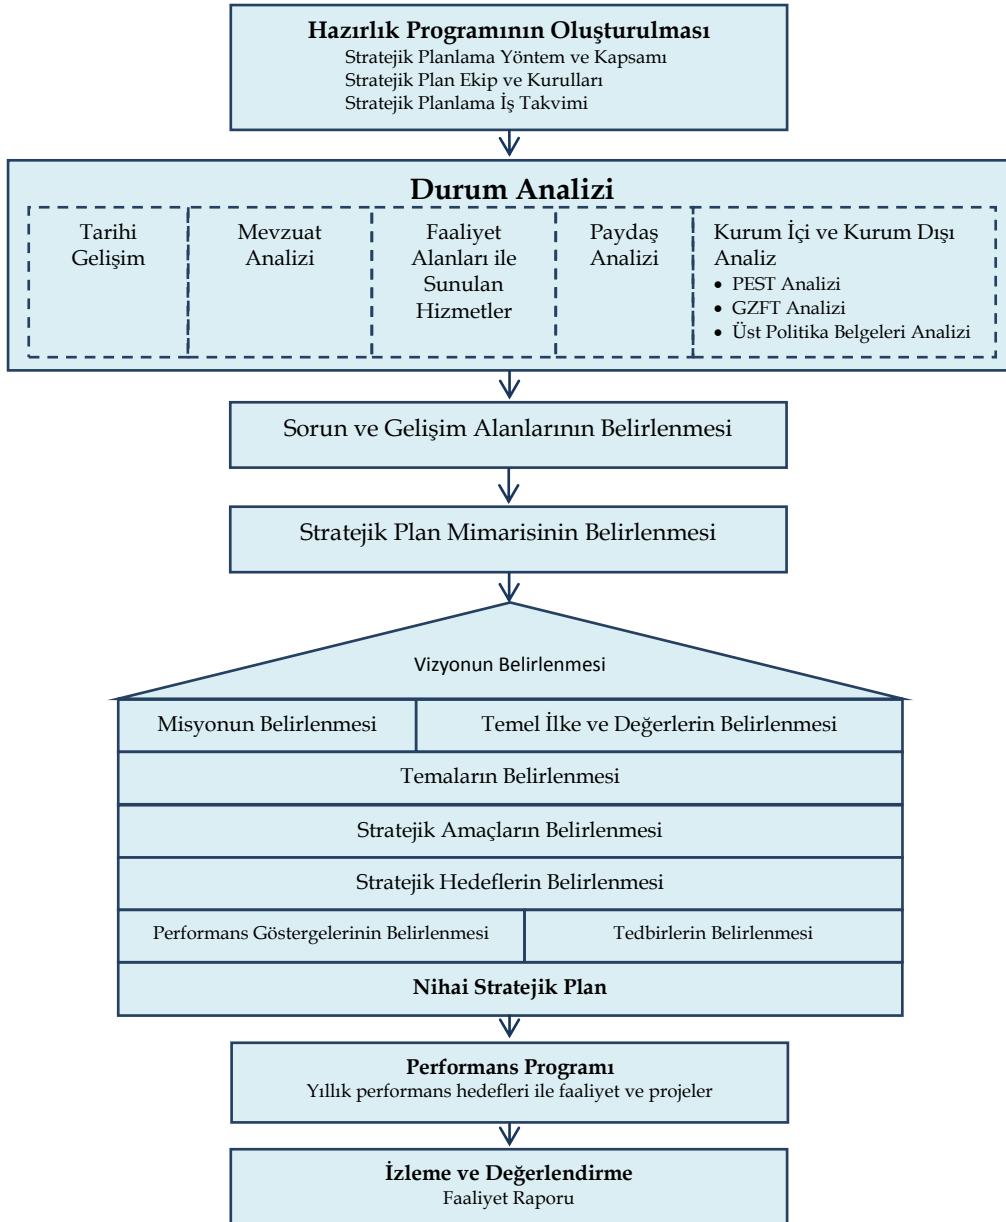 Hazırlık Programının Oluşturulması
Stratejik Planlama Yöntem ve Kapsamı
Stratejik Plan Ekip ve Kurulları
Stratejik Planlama İş Takvimi
Durum Analizi
Tarihi
Gelişim
Mevzuat
Analizi
Faaliyet
Alanları ile
Sunulan
Hizmetler
Paydaş
Analizi
Kurum İçi ve Kurum Dışı
Analiz
• PEST Analizi
• GZFT Analizi
• Üst Politika Belgeleri Analizi
Sorun ve Gelişim Alanlarının Belirlenmesi
Stratejik Plan Mimarisinin Belirlenmesi
Vizyonun Belirlenmesi
Misyonun Belirlenmesi
Temel İlke ve Değerlerin Belirlenmesi
Temaların Belirlenmesi
Stratejik Amaçların Belirlenmesi
Stratejik Hedeflerin Belirlenmesi
Performans Göstergelerinin Belirlenmesi
Tedbirlerin Belirlenmesi
Nihai Stratejik Plan
Performans Programı
Yıllık performans hedefleri ile faaliyet ve projeler
İzleme ve Değerlendirme
Faaliyet Raporu